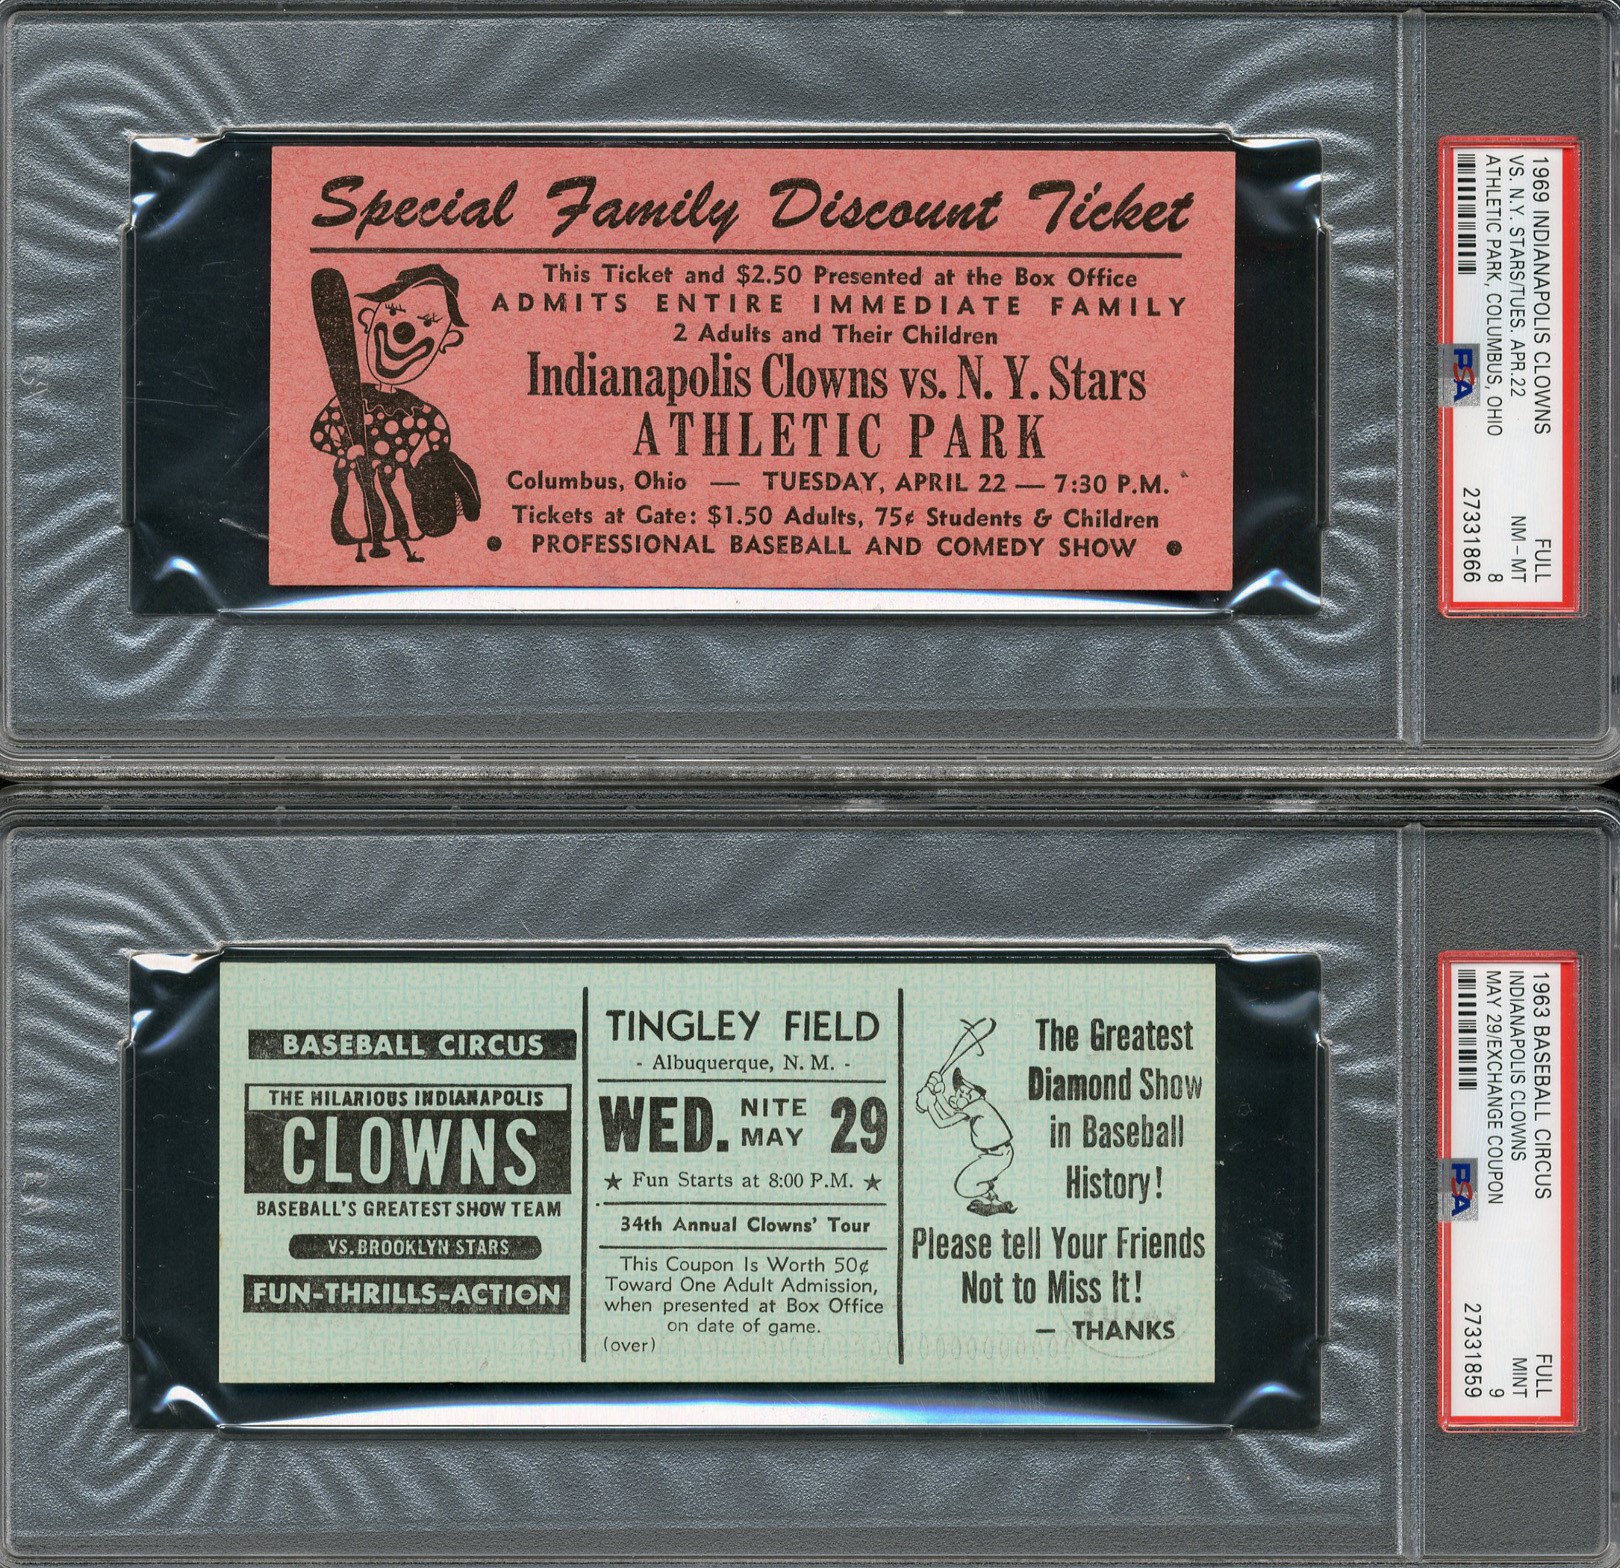 Special Family Discount Ticket
This Ticket and $2.50 Presented at the Box Office
ADMITS ENTIRE IMMEDIATE FAMILY
2 Adults and Their Children
Indianapolis Clowns vs. N. Y. Stars
ATHLETIC PARK
Columbus, Ohio — TUESDAY, APRIL 22 — 7:30 P.M.
Tickets at Gate: $1.50 Adults, 75¢ Students & Children
• PROFESSIONAL BASEBALL AND COMEDY SHOW •
1969 INDIANAPOLIS CLOWNS FULL
VS. N.Y. STARS/TUES. APR.22 NM - MT
ATHLETIC PARK, COLUMBUS, OHIO 8
PSA 27331866
BASEBALL CIRCUS
THE HILARIOUS INDIANAPOLIS
CLOWNS
BASEBALL'S GREATEST SHOW TEAM
VS. BROOKLYN STARS
FUN-THRILLS-ACTION
TINGLEY FIELD
- Albuquerque, N. M. -
WED. NITE MAY 29
★ Fun Starts at 8:00 P.M. ★
34th Annual Clowns' Tour
This Coupon Is Worth 50¢
Toward One Adult Admission,
when presented at Box Office
on date of game.
(over)
The Greatest
Diamond Show
in Baseball
History!
Please tell Your Friends
Not to Miss It!
— THANKS
1963 BASEBALL CIRCUS FULL
INDIANAPOLIS CLOWNS MINT
MAY 29/EXCHANGE COUPON 9
PSA 27331859